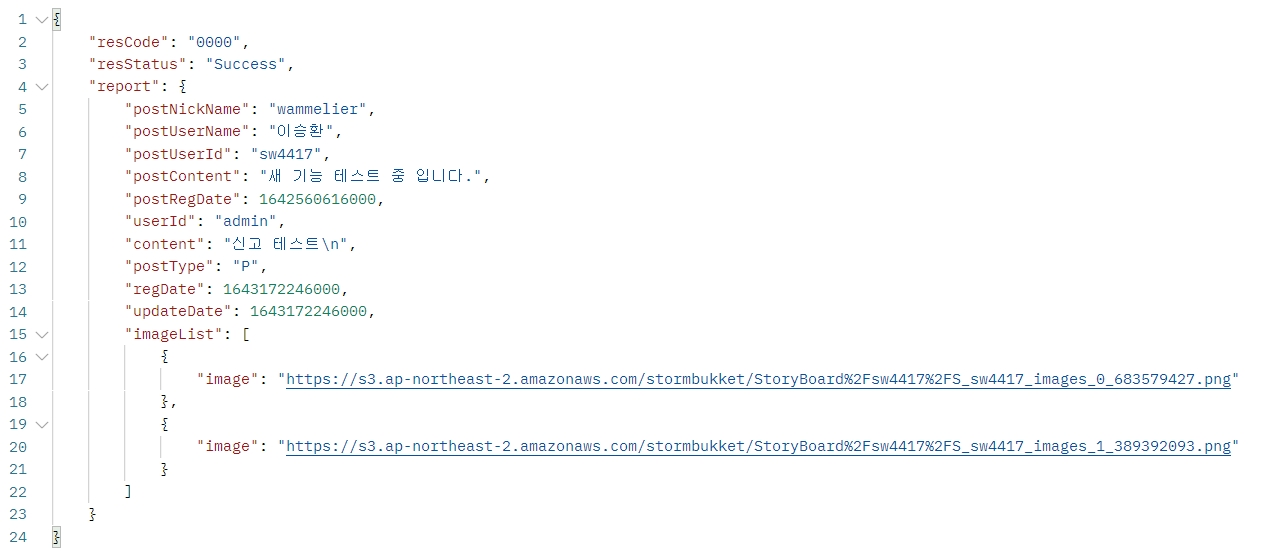 1 {
2 "resCode": "0000",
3 "resStatus": "Success",
4 "report": {
5 "postNickName": "wammelier",
6 "postUserName": "이승환",
7 "postUserId": "sw4417",
8 "postContent": "새 기능 테스트 중 입니다.",
9 "postRegDate": 1642560616000,
10 "userId": "admin",
11 "content": "신고 테스트\n",
12 "postType": "P",
13 "regDate": 1643172246000,
14 "updateDate": 1643172246000,
15 "imageList": [
16 {
17 "image": "https://s3.ap-northeast-2.amazonaws.com/stormbukket/StoryBoard%2Fsw4417%2FS_sw4417_images_0_683579427.png"
18 },
19 {
20 "image": "https://s3.ap-northeast-2.amazonaws.com/stormbukket/StoryBoard%2Fsw4417%2FS_sw4417_images_1_389392093.png"
21 }
22 ]
23 }
24 }